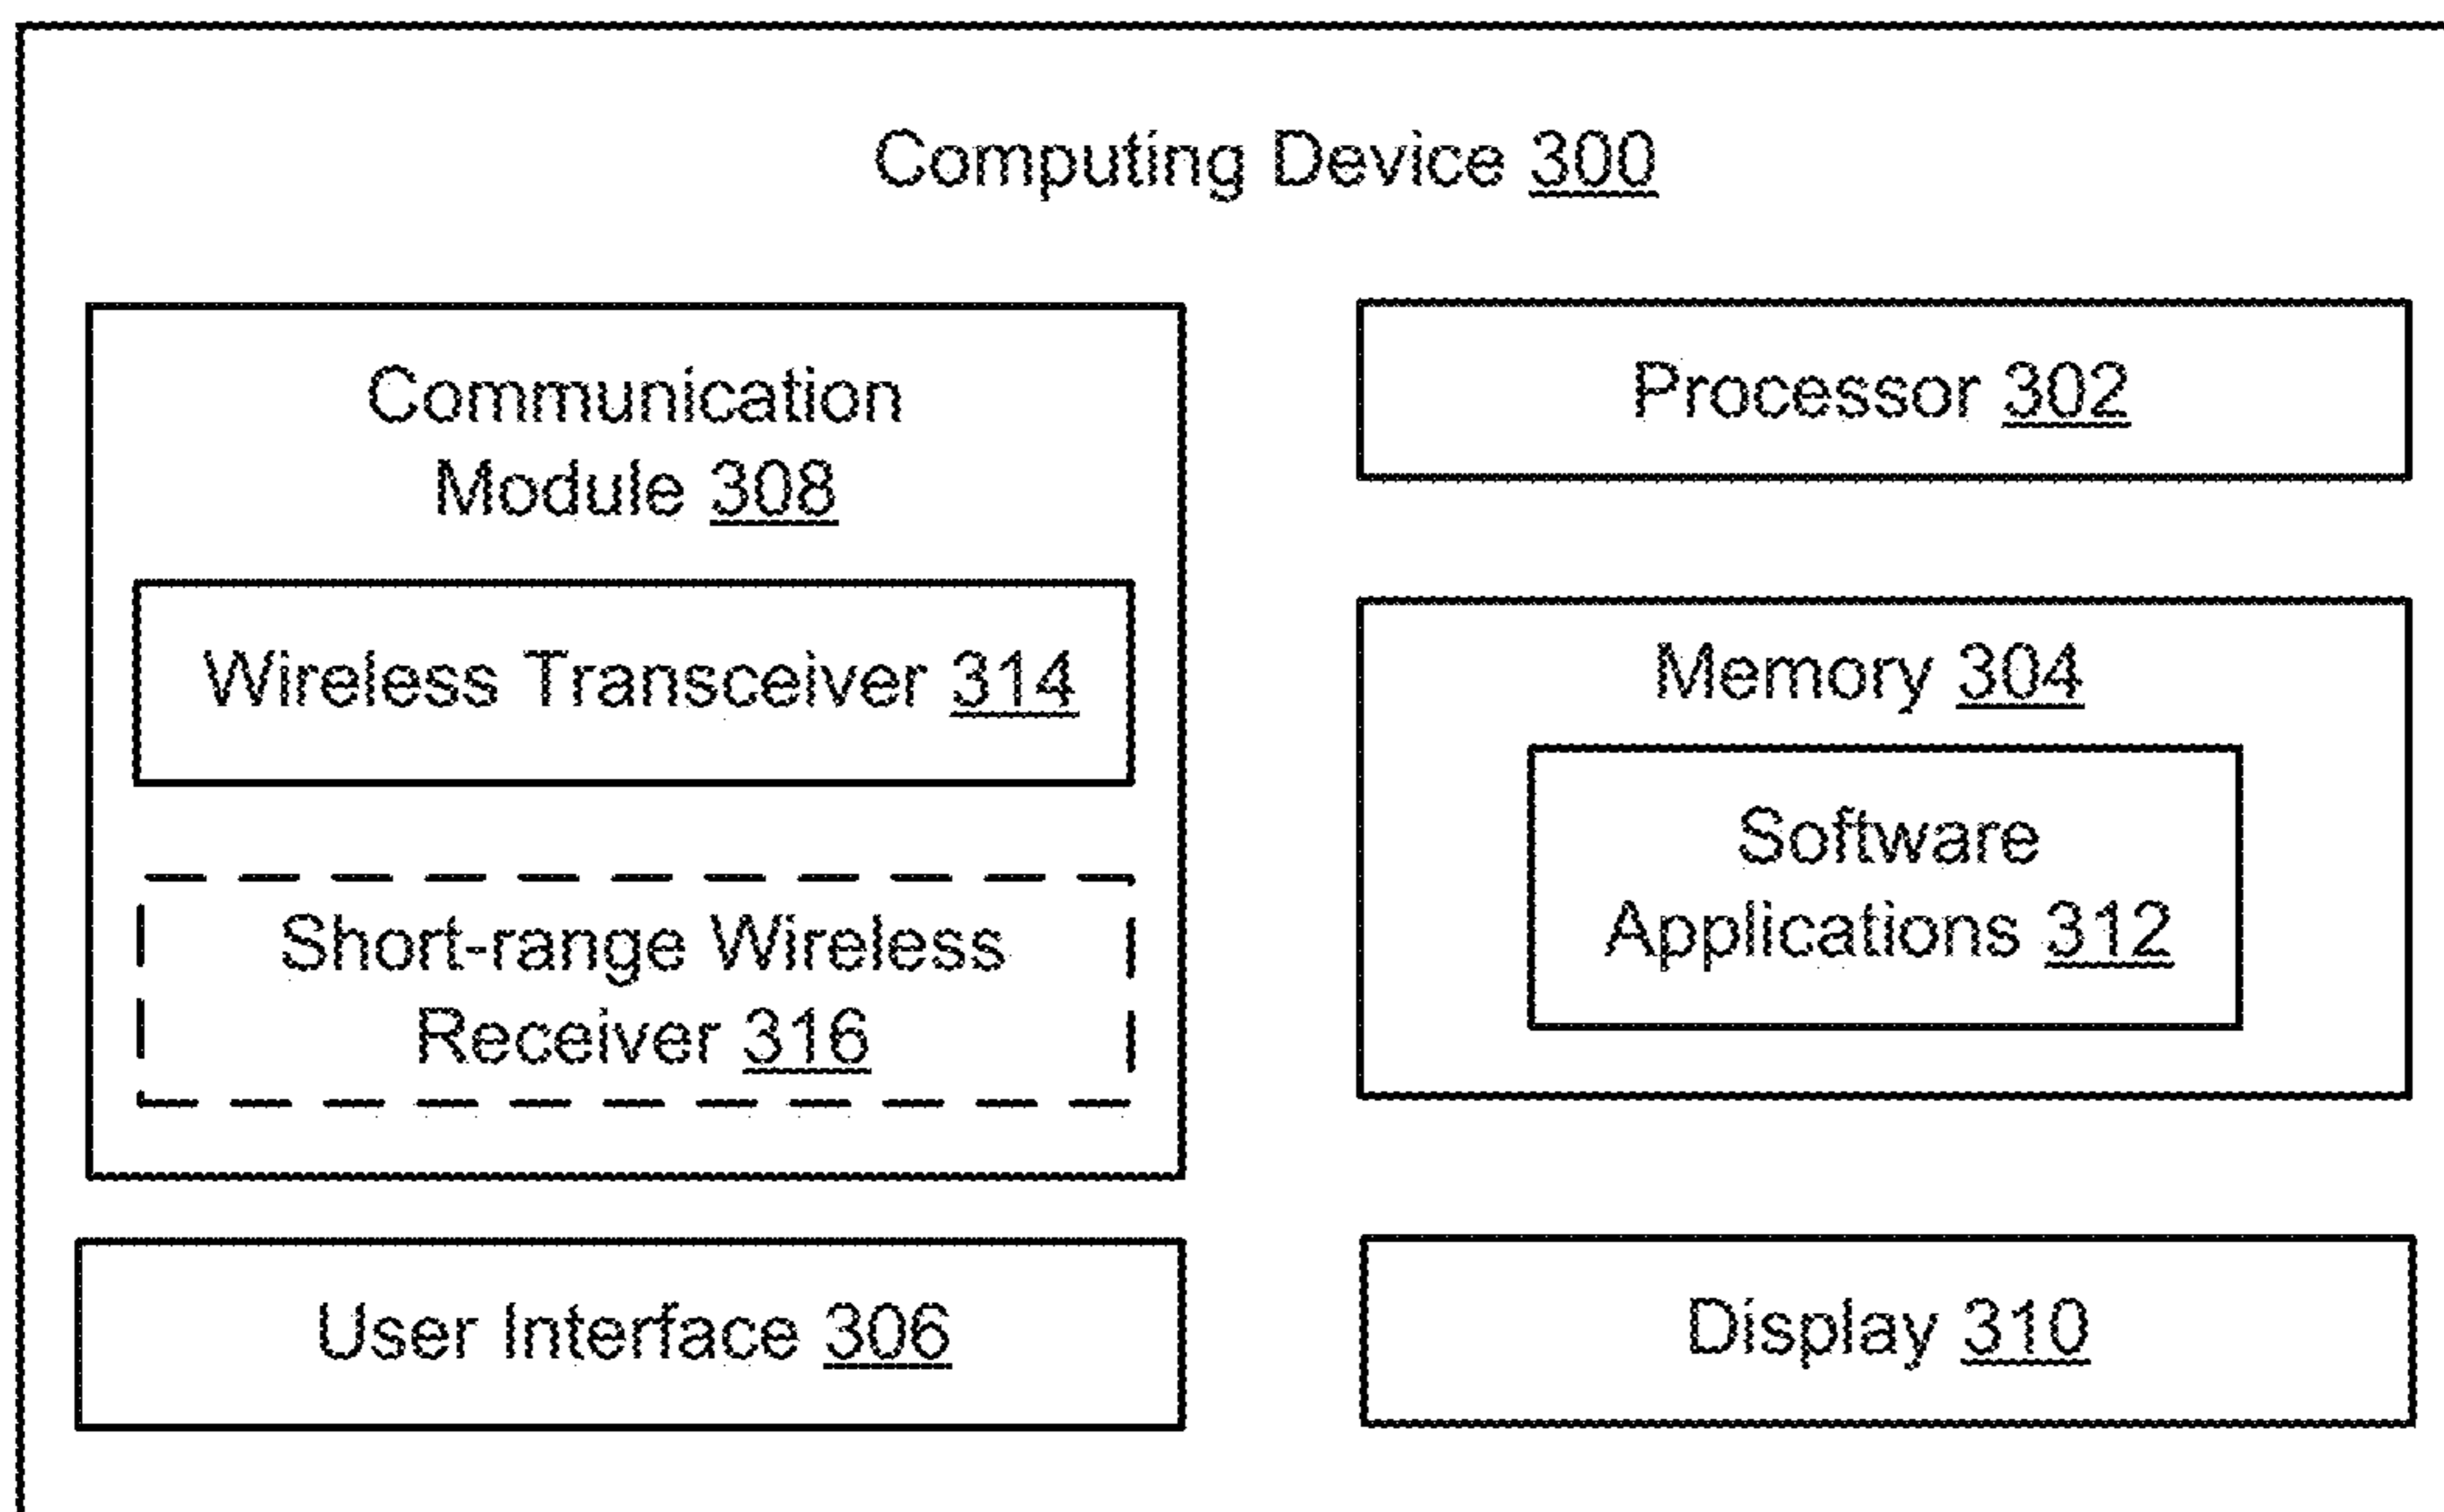 Computing Device 300
Communication
Module 308
Wireless Transceiver 314
Short-range Wireless
Receiver 316
User Interface 306
Processor 302
Memory 304
Software
Applications 312
Display 310